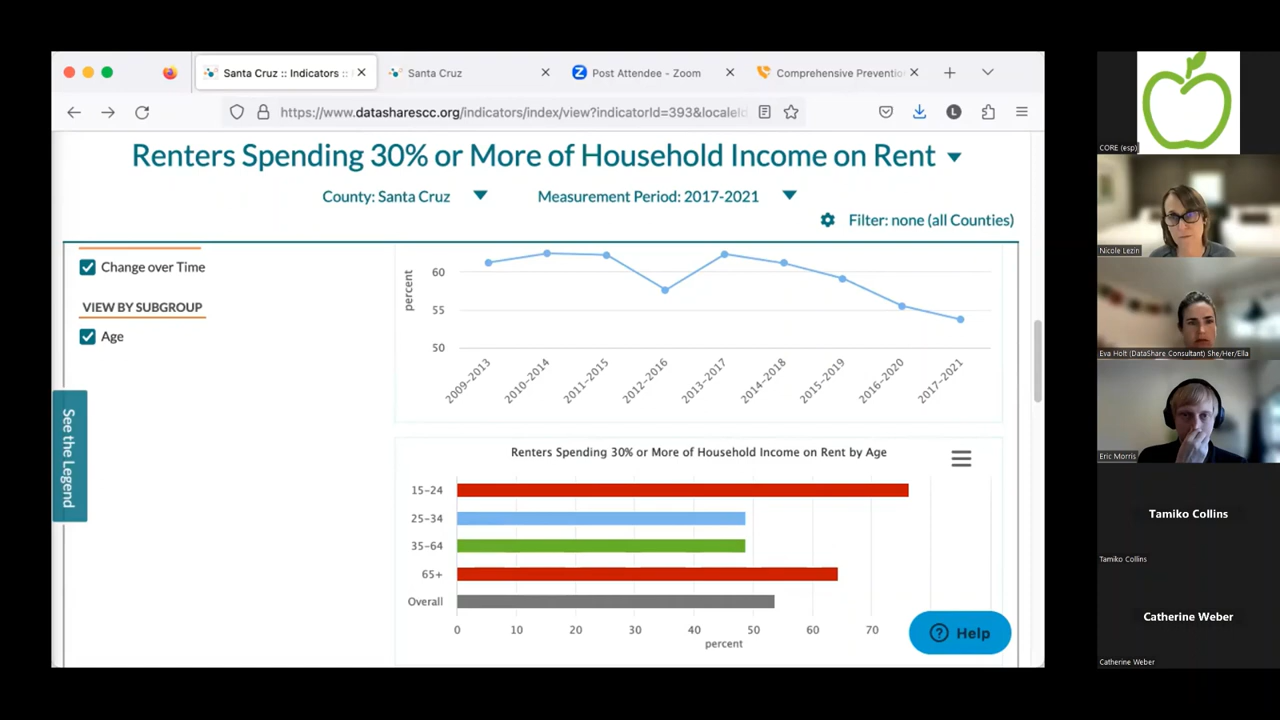 Santa Cruz :: Indicators ::
Santa Cruz
Post Attendee - Zoom
Comprehensive Preventio
https://www.datasharescc.org/indicators/index/view?indicatorId=393&localeId
L
Renters Spending 30% or More of Household Income on Rent
County: Santa Cruz
Measurement Period: 2017-2021
Filter: none (all Counties)
Change over Time
VIEW BY SUBGROUP
Age
See the Legend
percent
60
55
50
2009-2013
2010-2014
2011-2015
2012-2016
2013-2017
2014-2018
2015-2019
2016-2020
2017-2021
Renters Spending 30% or More of Household Income on Rent by Age
15-24
25-34
35-64
65+
Overall
0 10 20 30 40 50 60 70
percent
Help
CORE (esp)
Nicole Lezin
Eva Holt (DataShare Consultant) She/Her/Ella
Eric Morris
Tamiko Collins
Tamiko Collins
Catherine Weber
Catherine Weber